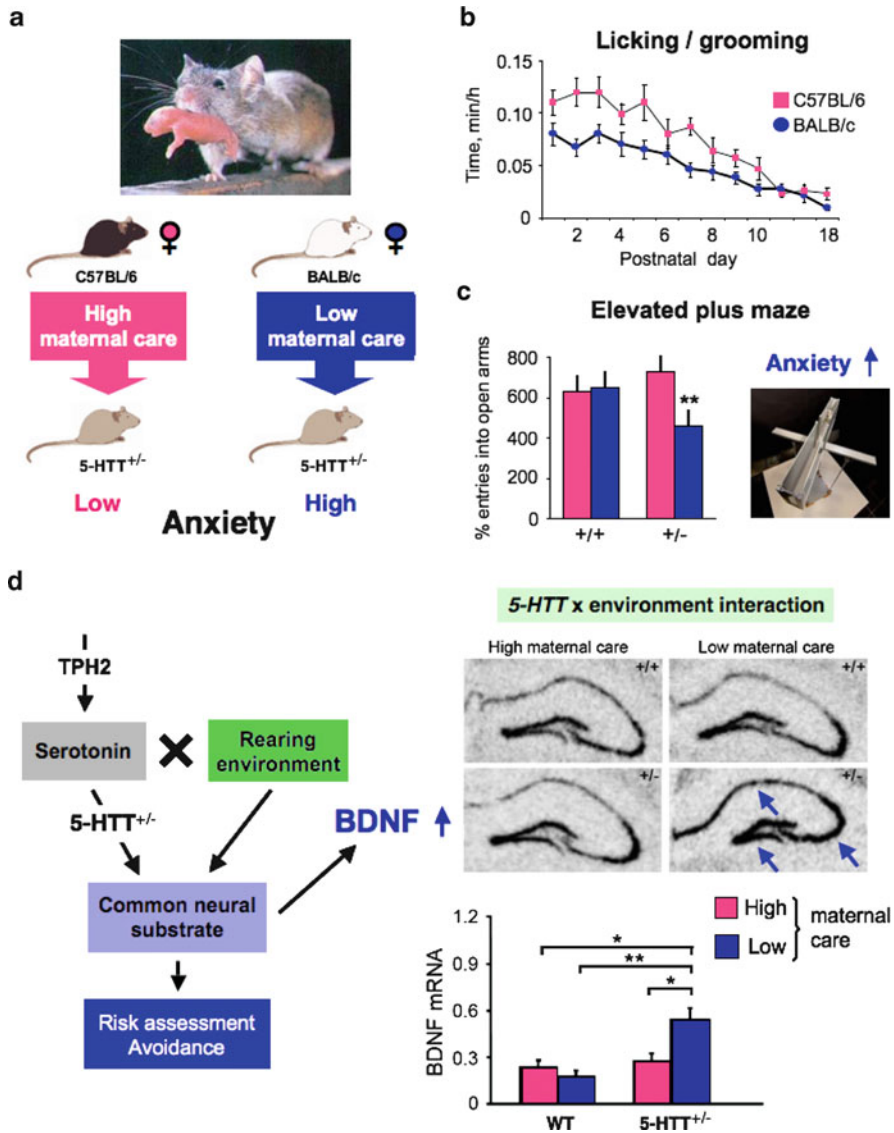 a
C57BL/6
♀
BALB/c
♀
High
maternal care
Low
maternal care
5-HTT+/-
5-HTT+/-
Low
High
Anxiety
b
Licking / grooming
Time, min/h
0.15
0.10
0.05
0
C57BL/6
BALB/c
2 4 6 8 10 18
Postnatal day
c
Elevated plus maze
% entries into open arms
800
600
400
600
0
**
+/+ +/-
Anxiety
d
TPH2
Serotonin
Rearing
environment
5-HTT+/-
BDNF
Common neural
substrate
Risk assessment
Avoidance
5-HTT x environment interaction
High maternal care
Low maternal care
+/+
+/+
+/-
+/-
BDNF mRNA
1.2
0.9
0.6
0.3
0
High
Low
maternal
care
*
**
*
WT
5-HTT+/-